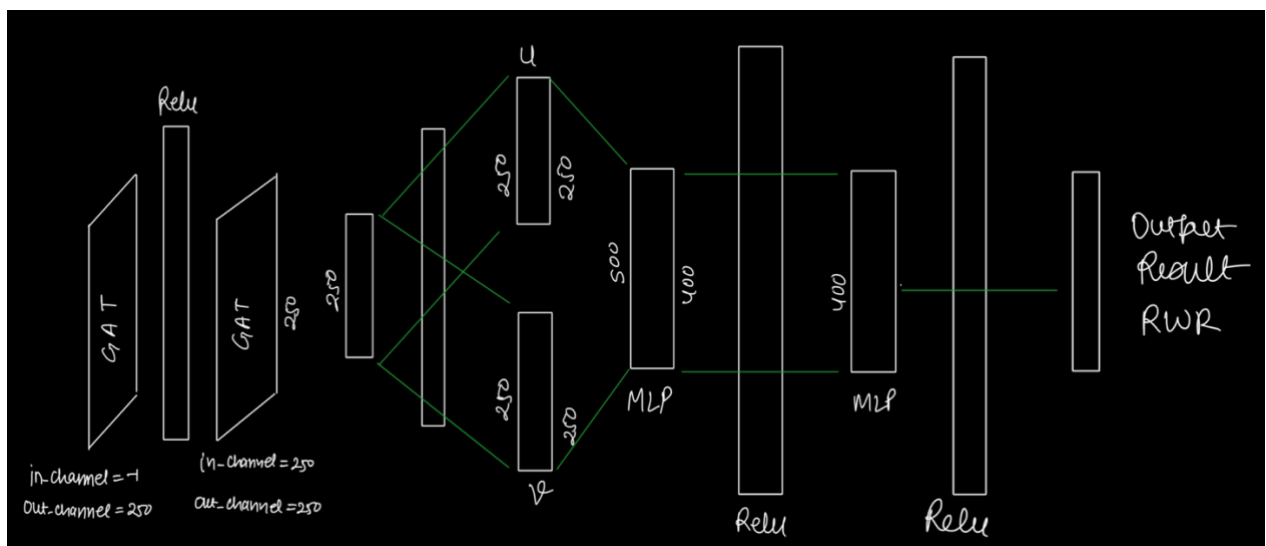 Relu
GAT
in-channel = -1
Out-channel = 250
GAT
250
in-channel = 250
Out-channel = 250
250
U
250
250
250
250
V
500
400
MLP
Relu
400
MLP
Relu
Output
Result
RWR